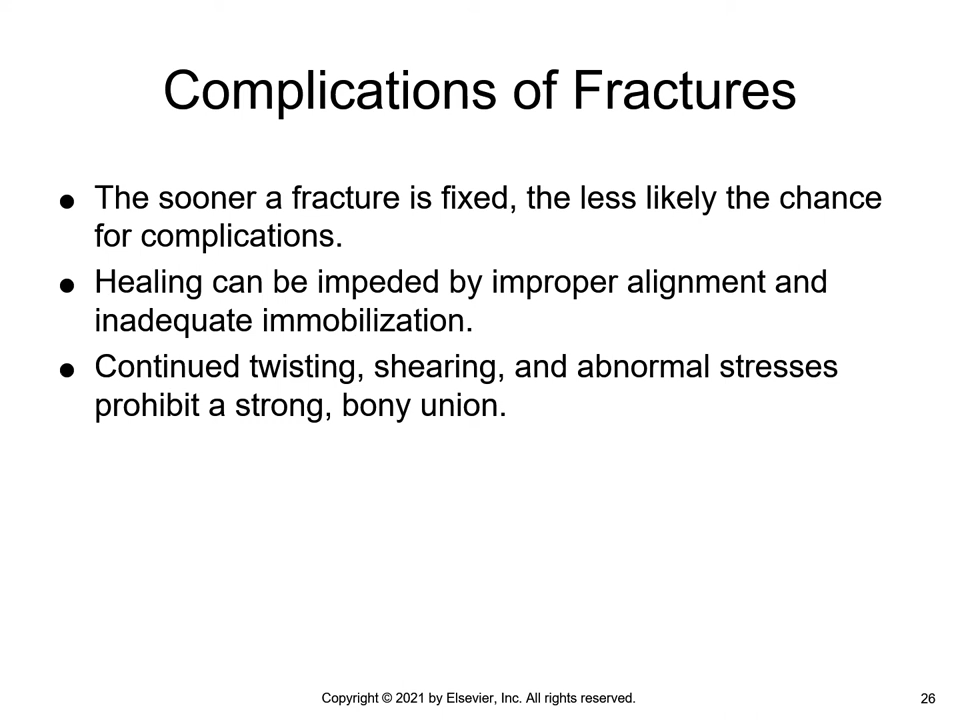 Complications of Fractures
● The sooner a fracture is fixed, the less likely the chance
for complications.
● Healing can be impeded by improper alignment and
inadequate immobilization.
● Continued twisting, shearing, and abnormal stresses
prohibit a strong, bony union.
Copyright © 2021 by Elsevier, Inc. All rights reserved.
26